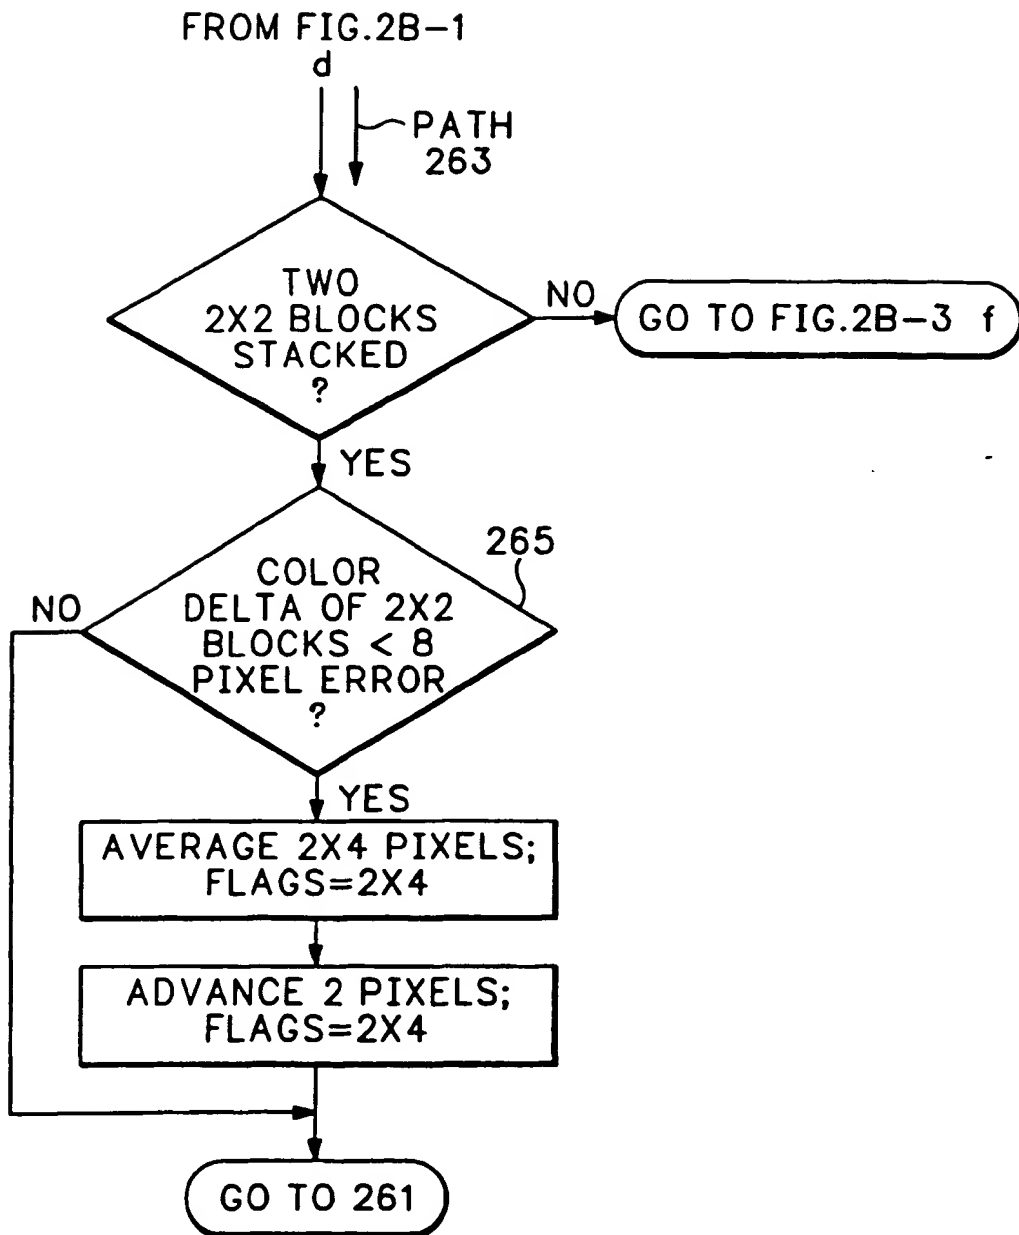 FROM FIG.2B-1
d
PATH
263
TWO
2X2 BLOCKS
STACKED
?
NO
GO TO FIG.2B-3 f
YES
265
COLOR
DELTA OF 2X2
BLOCKS < 8
PIXEL ERROR
?
NO
YES
AVERAGE 2X4 PIXELS;
FLAGS=2X4
ADVANCE 2 PIXELS;
FLAGS=2X4
GO TO 261